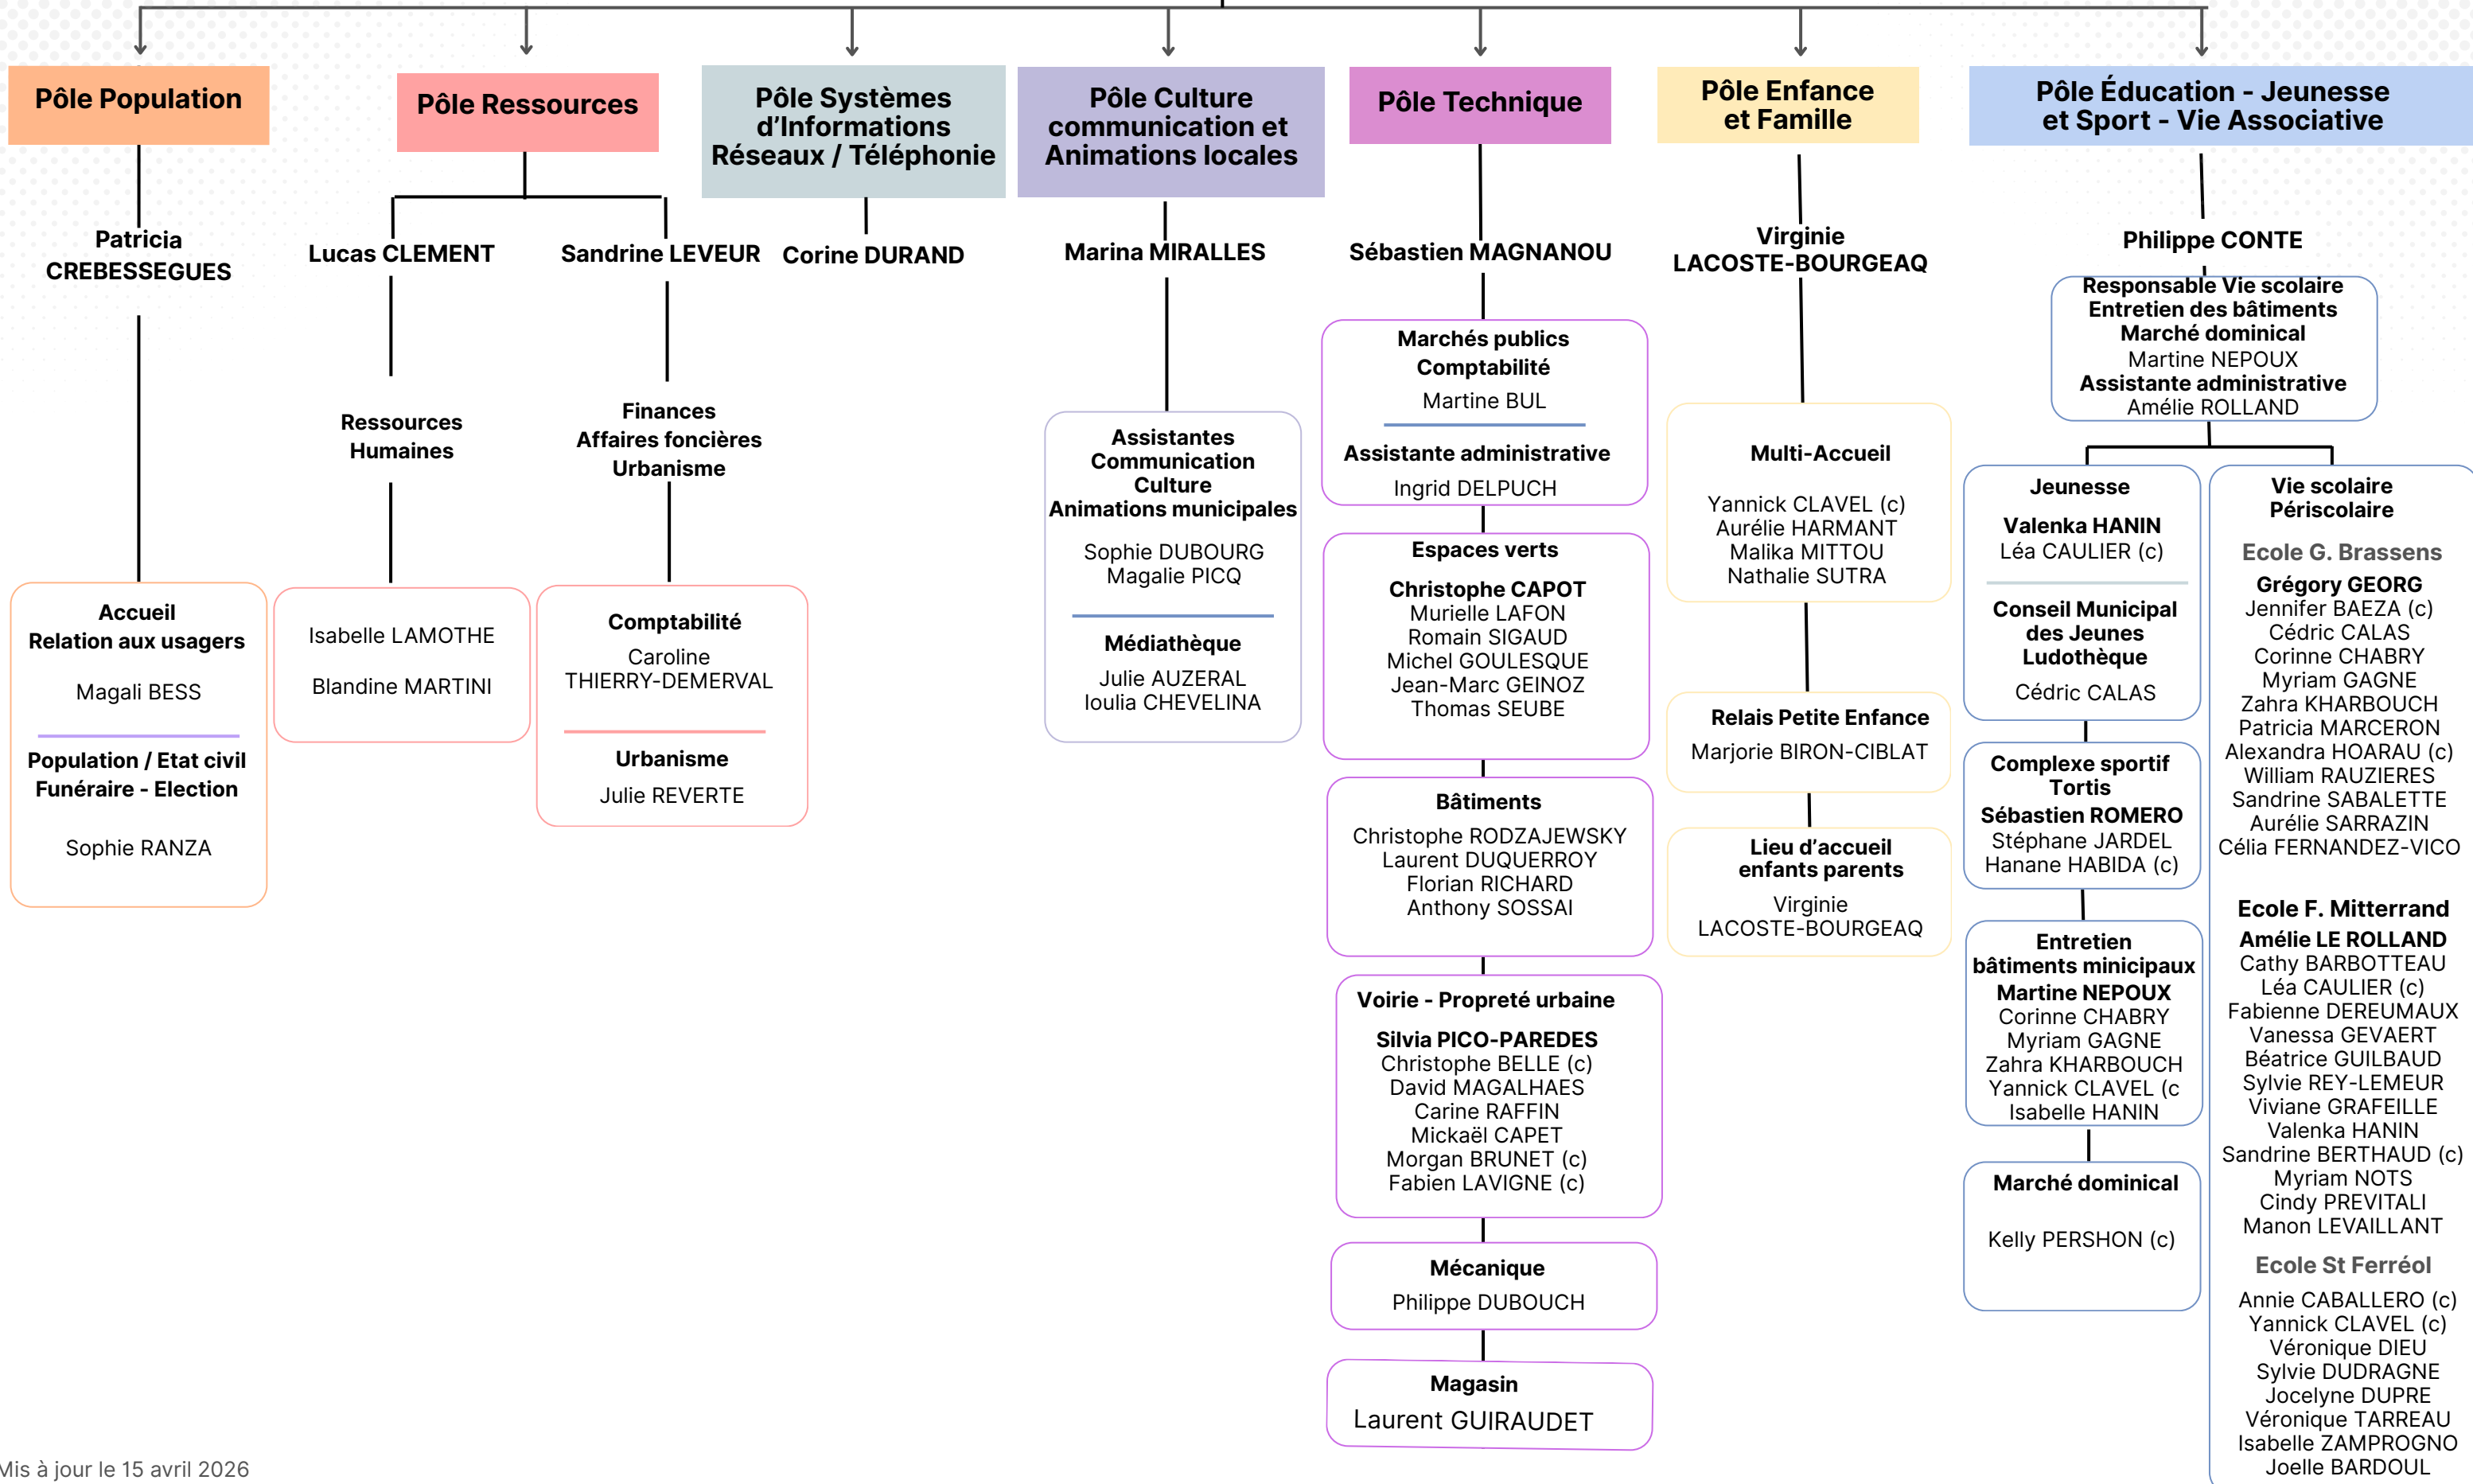 Pôle Population
Patricia
CREBESSEGUES
Accueil
Relation aux usagers
Magali BESS
Population / Etat civil
Funéraire - Election
Sophie RANZA
Pôle Ressources
Lucas CLEMENT
Ressources
Humaines
Isabelle LAMOTHE
Blandine MARTINI
Sandrine LEVEUR
Finances
Affaires foncières
Urbanisme
Comptabilité
Caroline
THIERRY-DEMERVAL
Urbanisme
Julie REVERTE
Pôle Systèmes
d’Informations
Réseaux / Téléphonie
Corine DURAND
Pôle Culture
communication et
Animations locales
Marina MIRALLES
Assistantes
Communication
Culture
Animations municipales
Sophie DUBOURG
Magalie PICQ
Médiathèque
Julie AUZERAL
Ioulia CHEVELINA
Pôle Technique
Sébastien MAGNANOU
Marchés publics
Comptabilité
Martine BUL
Assistante administrative
Ingrid DELPUCH
Espaces verts
Christophe CAPOT
Murielle LAFON
Romain SIGAUD
Michel GOULESQUE
Jean-Marc GEINOZ
Thomas SEUBE
Bâtiments
Christophe RODZAJEWSKY
Laurent DUQUERROY
Florian RICHARD
Anthony SOSSAI
Voirie - Propreté urbaine
Silvia PICO-PAREDES
Christophe BELLE (c)
David MAGALHAES
Carine RAFFIN
Mickaël CAPET
Morgan BRUNET (c)
Fabien LAVIGNE (c)
Mécanique
Philippe DUBOUCH
Magasin
Laurent GUIRAUDET
Pôle Enfance
et Famille
Virginie
LACOSTE-BOURGEAQ
Multi-Accueil
Yannick CLAVEL (c)
Aurélie HARMANT
Malika MITTOU
Nathalie SUTRA
Relais Petite Enfance
Marjorie BIRON-CIBLAT
Lieu d’accueil
enfants parents
Virginie
LACOSTE-BOURGEAQ
Pôle Éducation - Jeunesse
et Sport - Vie Associative
Philippe CONTE
Responsable Vie scolaire
Entretien des bâtiments
Marché dominical
Martine NEPOUX
Assistante administrative
Amélie ROLLAND
Jeunesse
Valenka HANIN
Léa CAULIER (c)
Conseil Municipal
des Jeunes
Ludothèque
Cédric CALAS
Complexe sportif
Tortis
Sébastien ROMERO
Stéphane JARDEL
Hanane HABIDA (c)
Entretien
bâtiments minicipaux
Martine NEPOUX
Corinne CHABRY
Myriam GAGNE
Zahra KHARBOUCH
Yannick CLAVEL (c
Isabelle HANIN
Marché dominical
Kelly PERSHON (c)
Vie scolaire
Périscolaire
Ecole G. Brassens
Grégory GEORG
Jennifer BAEZA (c)
Cédric CALAS
Corinne CHABRY
Myriam GAGNE
Zahra KHARBOUCH
Patricia MARCERON
Alexandra HOARAU (c)
William RAUZIERES
Sandrine SABALETTE
Aurélie SARRAZIN
Célia FERNANDEZ-VICO
Ecole F. Mitterrand
Amélie LE ROLLAND
Cathy BARBOTTEAU
Léa CAULIER (c)
Fabienne DEREUMAUX
Vanessa GEVAERT
Béatrice GUILBAUD
Sylvie REY-LEMEUR
Viviane GRAFEILLE
Valenka HANIN
Sandrine BERTHAUD (c)
Myriam NOTS
Cindy PREVITALI
Manon LEVAILLANT
Ecole St Ferréol
Annie CABALLERO (c)
Yannick CLAVEL (c)
Véronique DIEU
Sylvie DUDRAGNE
Jocelyne DUPRE
Véronique TARREAU
Isabelle ZAMPROGNO
Joelle BARDOUL
Mis à jour le 15 avril 2026